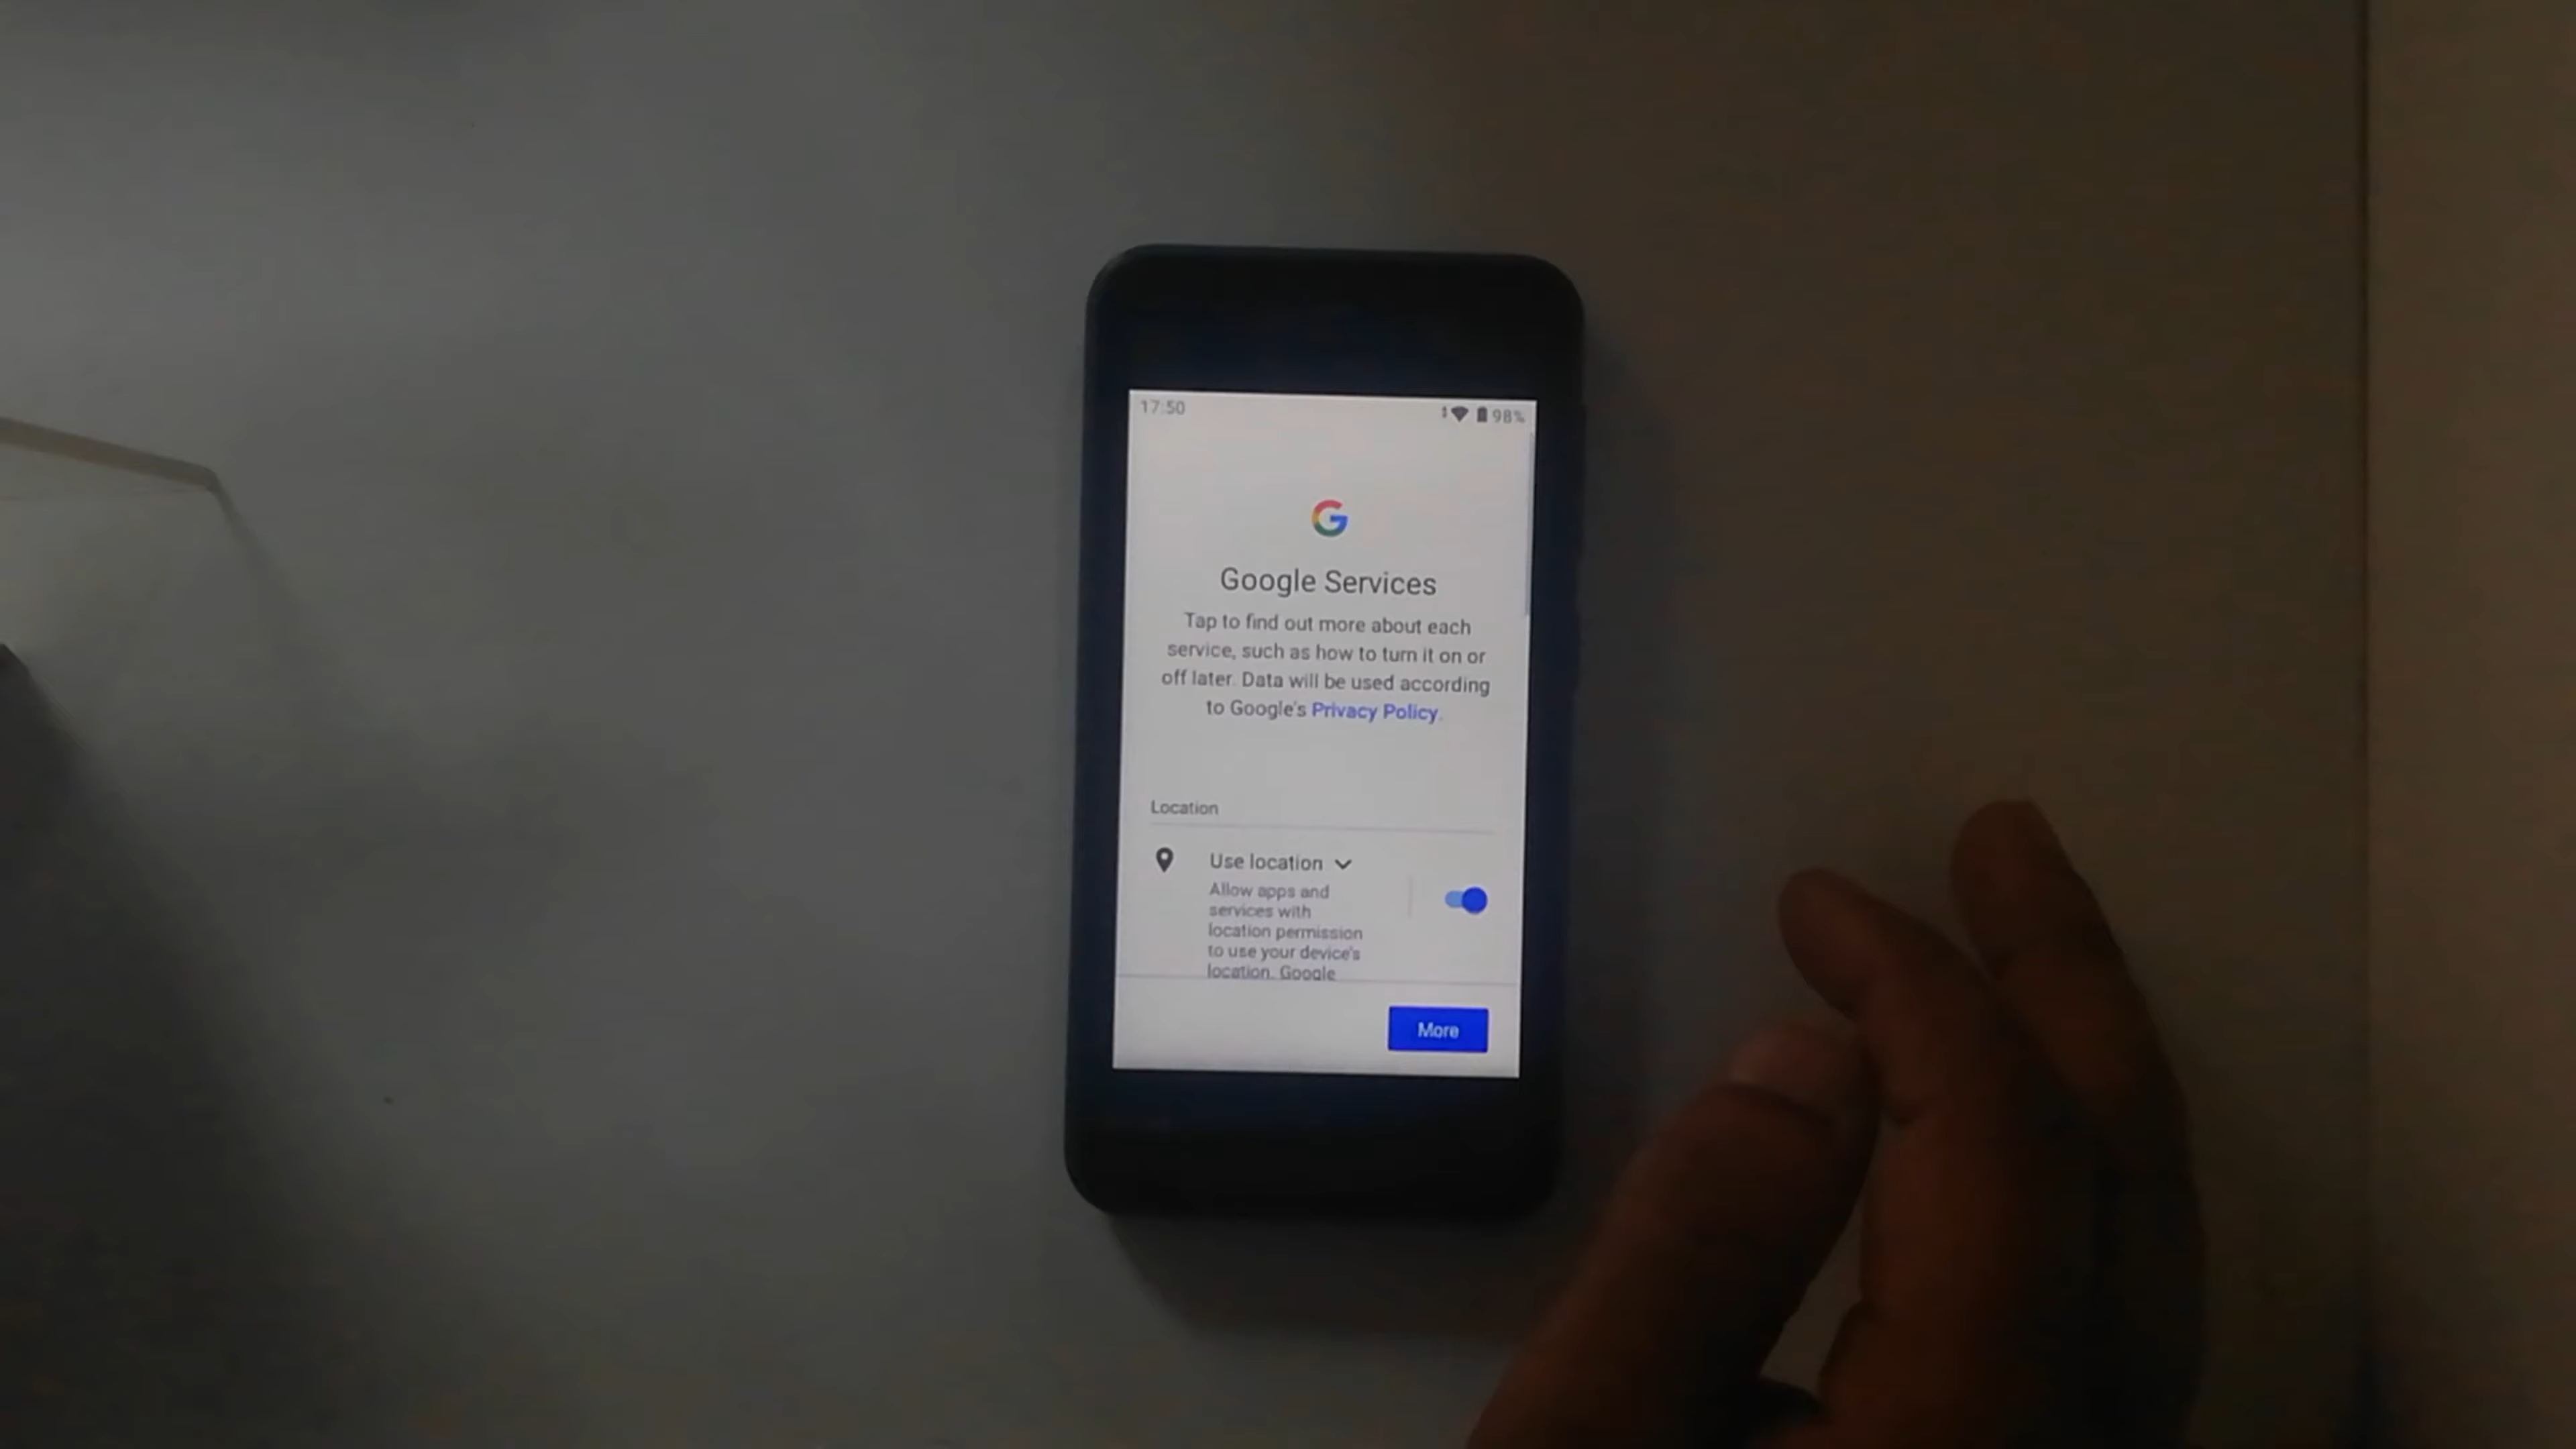 17:50
98%
Google Services
Tap to find out more about each
service, such as how to turn it on or
off later. Data will be used according
to Google's Privacy Policy.
Location
Use location
Allow apps and
services with
location permission
to use your device's
location. Google
More